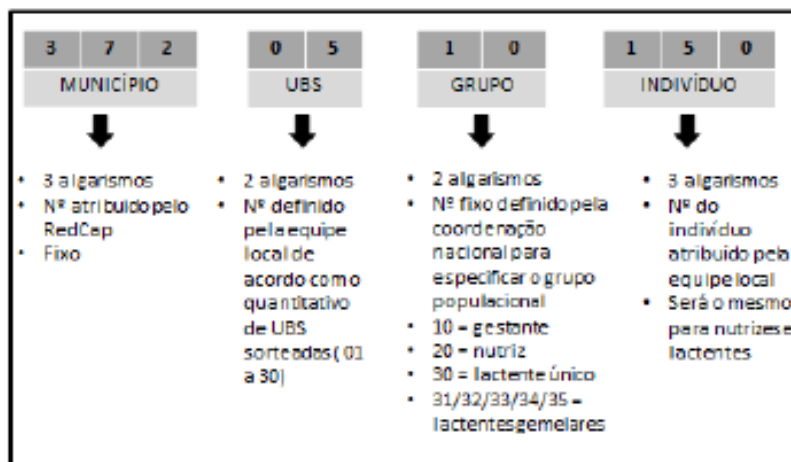 3 7 2
MUNICÍPIO
• 3 algarismos
• Nº atribuido pelo
RedCap
• Fixo
0 5
UBS
• 2 algarismos
• Nº definido
pela equipe
local de
acordo com o
quantitativo
de UBS
sorteadas ( 01
a 30)
1 0
GRUPO
• 2 algarismos
• Nº fixo definido pela
coordenação
nacional para
especificar o grupo
populacional
• 10 = gestante
• 20 = nutriz
• 30 = lactente único
• 31/32/33/34/35 =
lactentes gemelares
1 5 0
INDIVÍDUO
• 3 algarismos
• Nº do
indivíduo
atribuido pela
equipe local
• Será o mesmo
para nutrizes e
lactentes